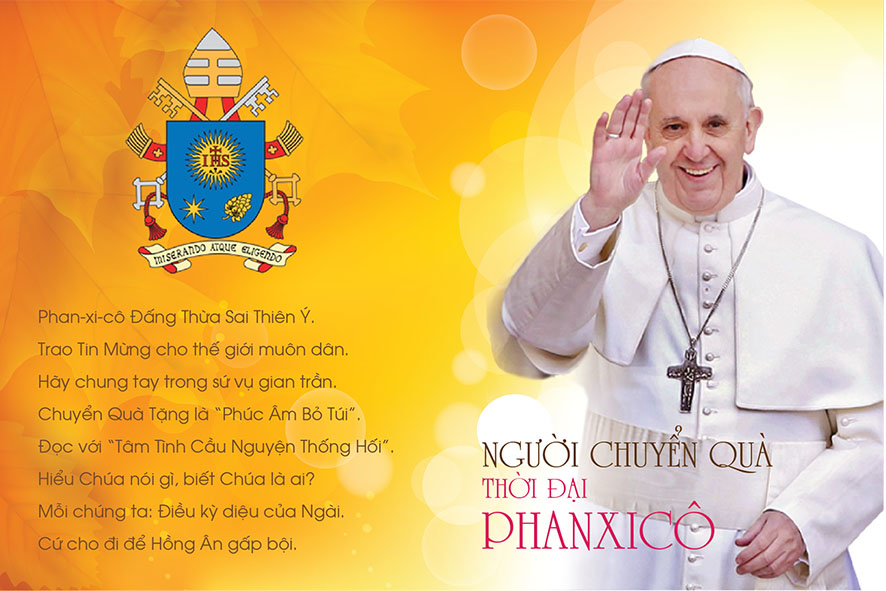 IHS
MISERANDO ATQUE ELIGENDO
Phan-xi-cô Đấng Thừa Sai Thiên Ý.
Trao Tin Mừng cho thế giới muôn dân.
Hãy chung tay trong sứ vụ gian trần.
Chuyển Quà Tặng là “Phúc Âm Bỏ Túi”.
Đọc với “Tâm Tình Cầu Nguyện Thống Hối”.
Hiểu Chúa nói gì, biết Chúa là ai?
Mỗi chúng ta: Điều kỳ diệu của Ngài.
Cứ cho đi để Hồng Ân gấp bội.
NGƯỜI CHUYỂN QUÀ
THỜI ĐẠI
PHANXICÔ